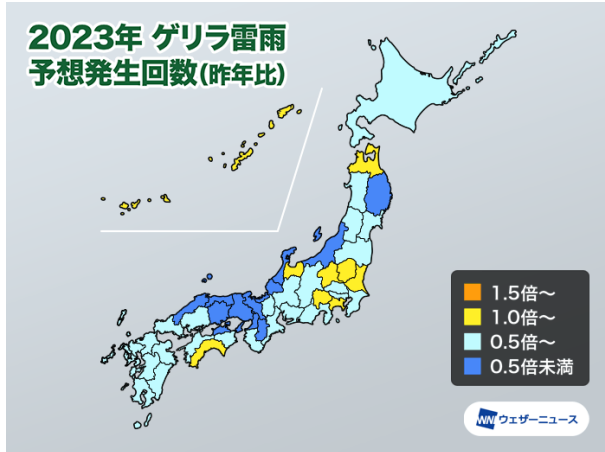 2023年 ゲリラ雷雨
予想発生回数(昨年比)
1.5倍～
1.0倍～
0.5倍～
0.5倍未満
WNI ウェザーニュース